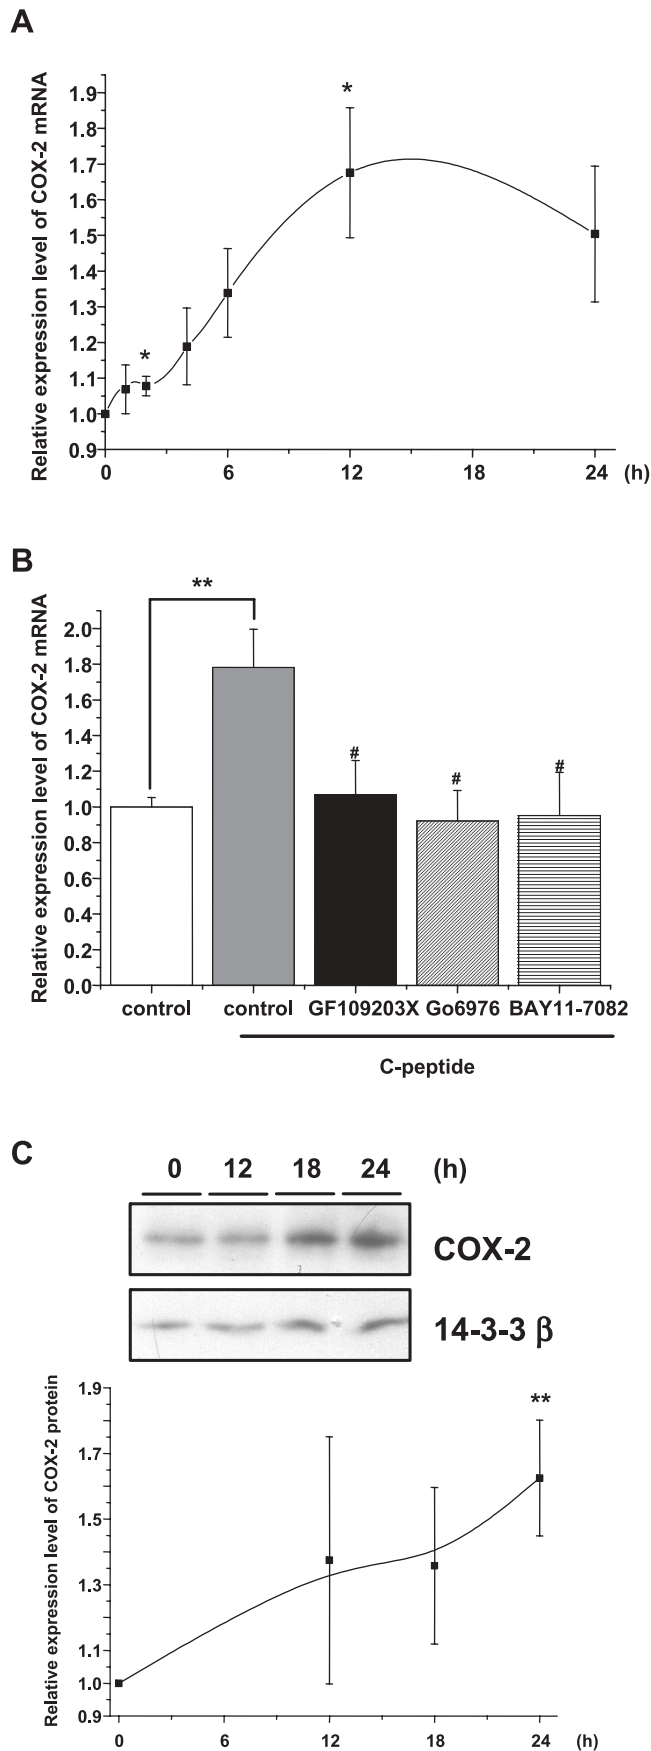 A
Relative expression level of COX-2 mRNA
1.9
1.8
1.7
1.6
1.5
1.4
1.3
1.2
1.1
1.0
0.9
*
*
0 6 12 18 24 (h)
B
Relative expression level of COX-2 mRNA
**
2.0
1.8
1.6
1.4
1.2
1.0
0.8
0.6
0.4
0.2
0.0
# # #
control control GF109203X Go6976 BAY11-7082
C-peptide
C
0 12 18 24 (h)
COX-2
14-3-3 β
Relative expression level of COX-2 protein
1.9
1.7
1.5
1.3
1.1
1.0
0.9
**
0 6 12 18 24 (h)